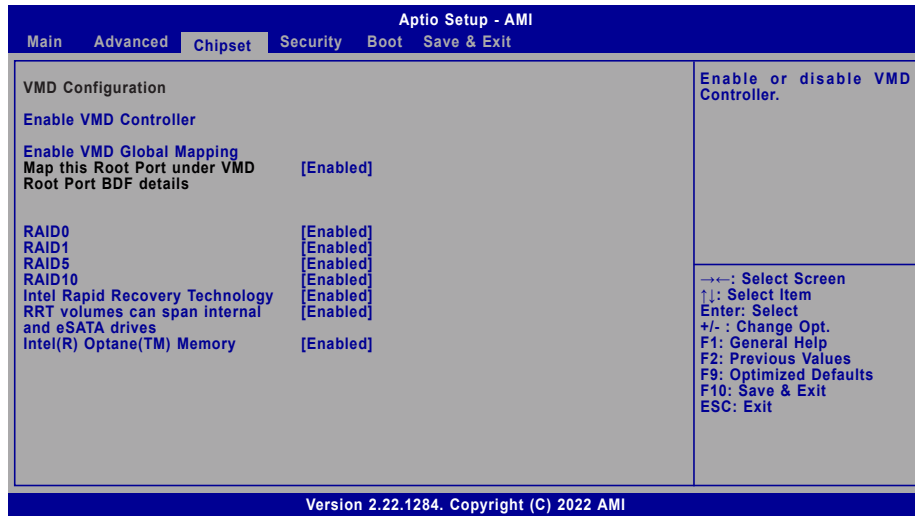 Aptio Setup - AMI
Main Advanced Chipset Security Boot Save & Exit
VMD Configuration
Enable VMD Controller
Enable VMD Global Mapping
Map this Root Port under VMD [Enabled]
Root Port BDF details
RAID0 [Enabled]
RAID1 [Enabled]
RAID5 [Enabled]
RAID10 [Enabled]
Intel Rapid Recovery Technology [Enabled]
RRT volumes can span internal [Enabled]
and eSATA drives
Intel(R) Optane(TM) Memory [Enabled]
Enable or disable VMD
Controller.
→←: Select Screen
↑↓: Select Item
Enter: Select
+/- : Change Opt.
F1: General Help
F2: Previous Values
F9: Optimized Defaults
F10: Save & Exit
ESC: Exit
Version 2.22.1284. Copyright (C) 2022 AMI